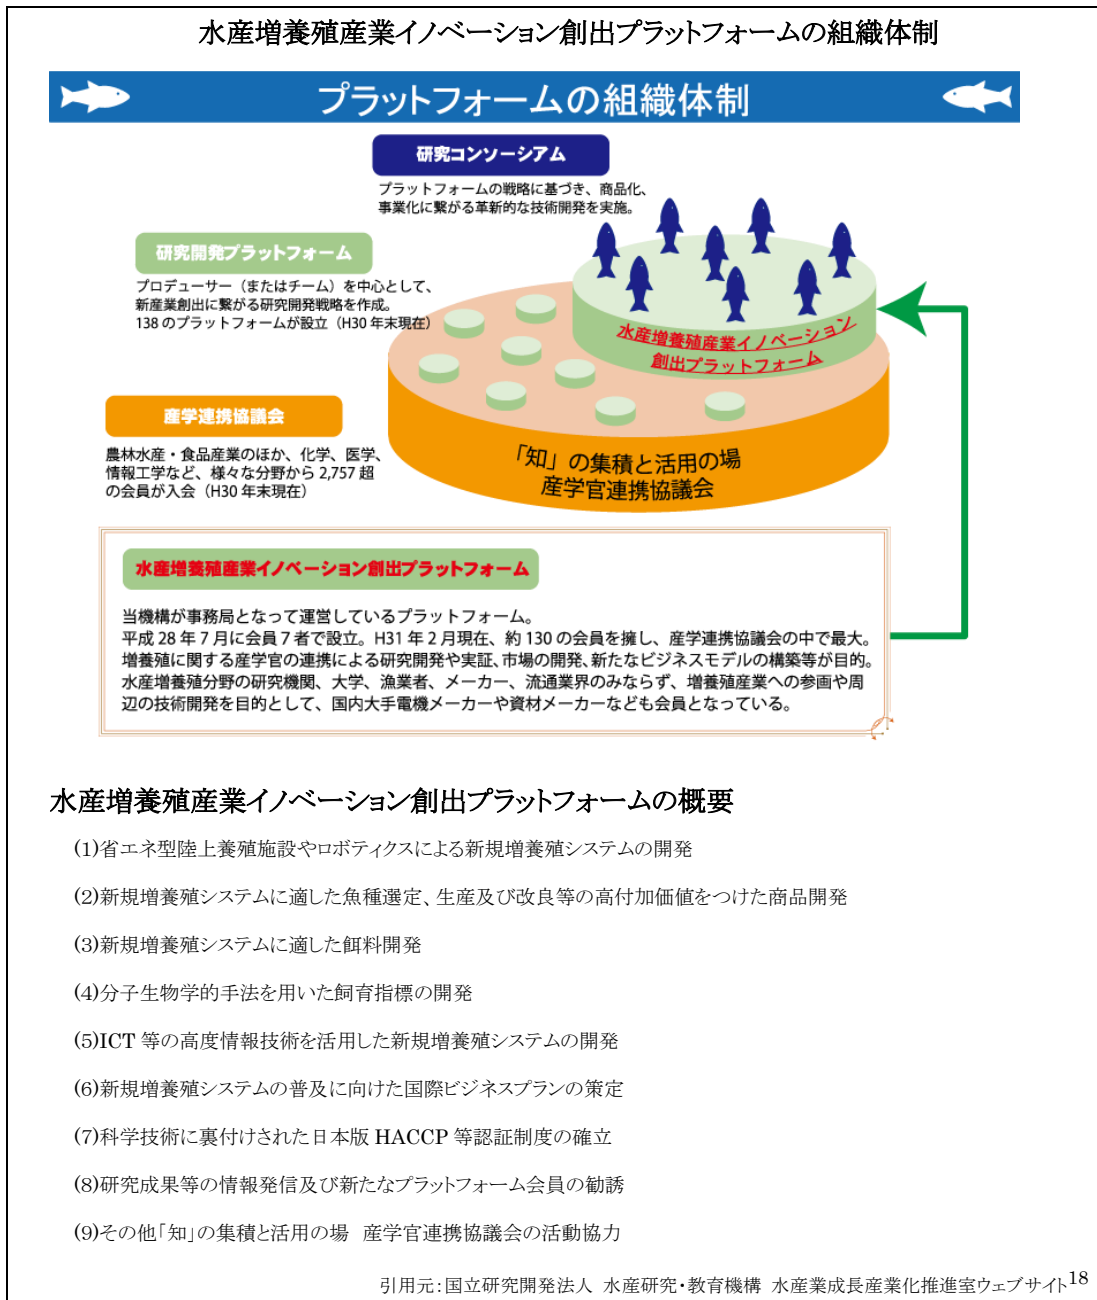 水産増養殖産業イノベーション創出プラットフォームの組織体制
プラットフォームの組織体制
研究コンソーシアム
プラットフォームの戦略に基づき、商品化、
事業化に繋がる革新的な技術開発を実施。
研究開発プラットフォーム
プロデューサー（またはチーム）を中心として、
新産業創出に繋がる研究開発戦略を作成。
138 のプラットフォームが設立（H30 年末現在）
水産増養殖産業イノベーション
創出プラットフォーム
産学連携協議会
農林水産・食品産業のほか、化学、医学、
情報工学など、様々な分野から 2,757 超
の会員が入会（H30 年末現在）
「知」の集積と活用の場
産学官連携協議会
水産増養殖産業イノベーション創出プラットフォーム
当機構が事務局となって運営しているプラットフォーム。
平成 28 年 7 月に会員 7 者で設立。H31 年 2 月現在、約 130 の会員を擁し、産学連携協議会の中で最大。
増養殖に関する産学官の連携による研究開発や実証、市場の開発、新たなビジネスモデルの構築等が目的。
水産増養殖分野の研究機関、大学、漁業者、メーカー、流通業界のみならず、増養殖産業への参画や周
辺の技術開発を目的として、国内大手電機メーカーや資材メーカーなども会員となっている。
水産増養殖産業イノベーション創出プラットフォームの概要
(1)省エネ型陸上養殖施設やロボティクスによる新規増養殖システムの開発
(2)新規増養殖システムに適した魚種選定、生産及び改良等の高付加価値をつけた商品開発
(3)新規増養殖システムに適した餌料開発
(4)分子生物学的手法を用いた飼育指標の開発
(5)ICT 等の高度情報技術を活用した新規増養殖システムの開発
(6)新規増養殖システムの普及に向けた国際ビジネスプランの策定
(7)科学技術に裏付けされた日本版 HACCP 等認証制度の確立
(8)研究成果等の情報発信及び新たなプラットフォーム会員の勧誘
(9)その他「知」の集積と活用の場 産学官連携協議会の活動協力
引用元：国立研究開発法人 水産研究・教育機構 水産業成長産業化推進室ウェブサイト18